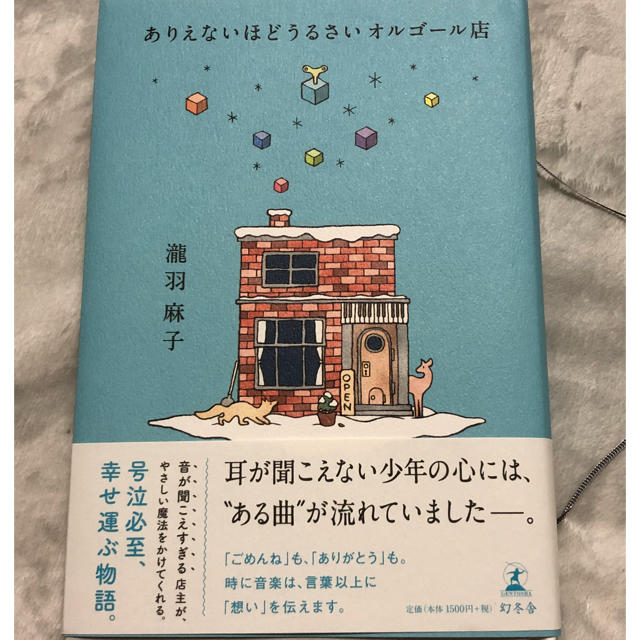 ありえないほどうるさいオルゴール店
瀧羽麻子
OPEN
耳が聞こえない少年の心には、
“ある曲”が流れていました――。
「ごめんね」も、「ありがとう」も。
時に音楽は、言葉以上に
「想い」を伝えます。
音が聞こえすぎる店主が、
やさしい魔法をかけてくれる。
号泣必至、
幸せ運ぶ物語。
定価(本体1500円+税)
GENTOSHA
幻冬舎